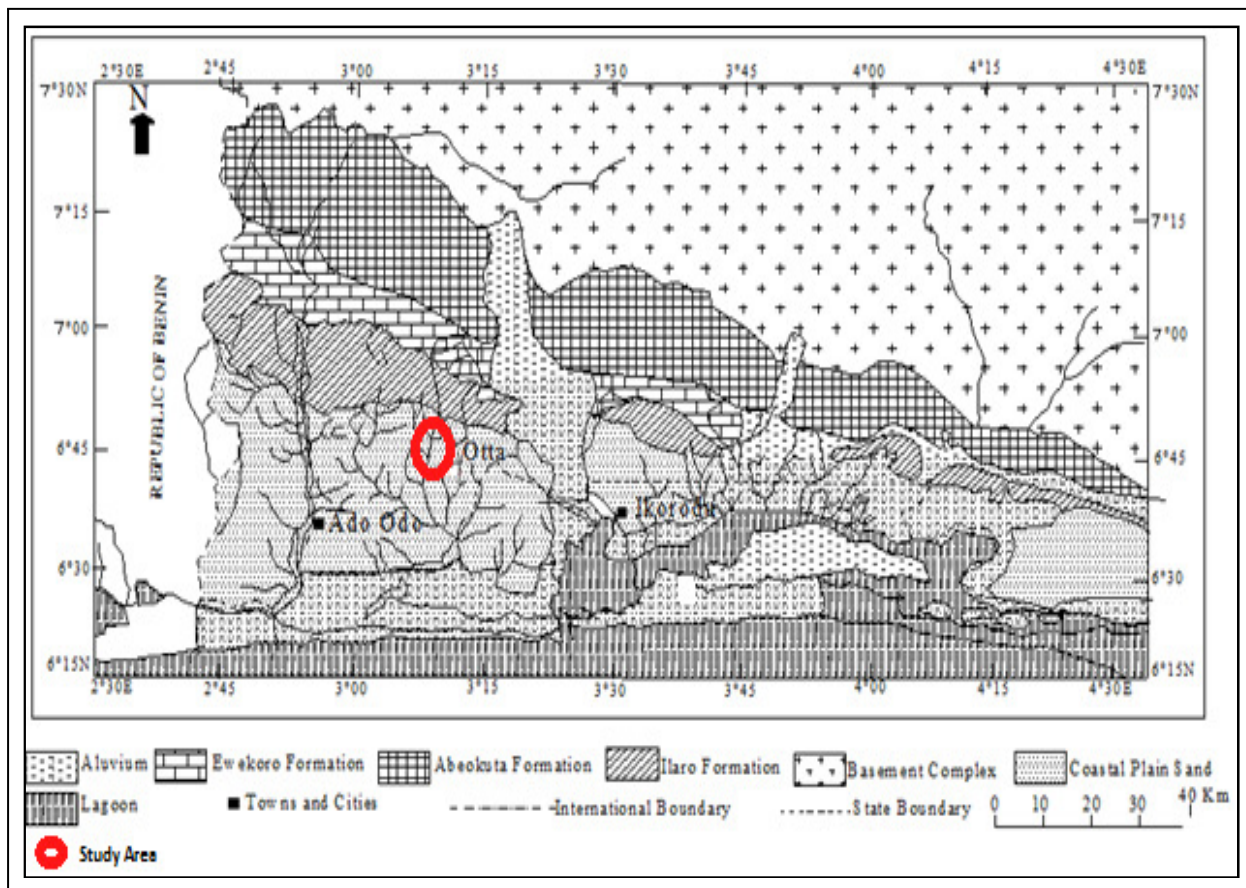 2°30E 2°45 3°00 3°15 3°30 3°45 4°00 4°15 4°30E
7°30N 7°30N
N
7°15 7°15
REPUBLIC OF BENIN
7°00 7°00
6°45 Otta 6°45
Ado Odo Ikorodu
6°30 6°30
6°15N 6°15N
2°30E 2°45 3°00 3°15 3°30 3°45 4°00 4°15 4°30E
Aluvium Ewekoro Formation Abeokuta Formation Ilaro Formation Basement Complex Coastal Plain Sand
Lagoon Towns and Cities International Boundary State Boundary 0 10 20 30 40 Km
Study Area